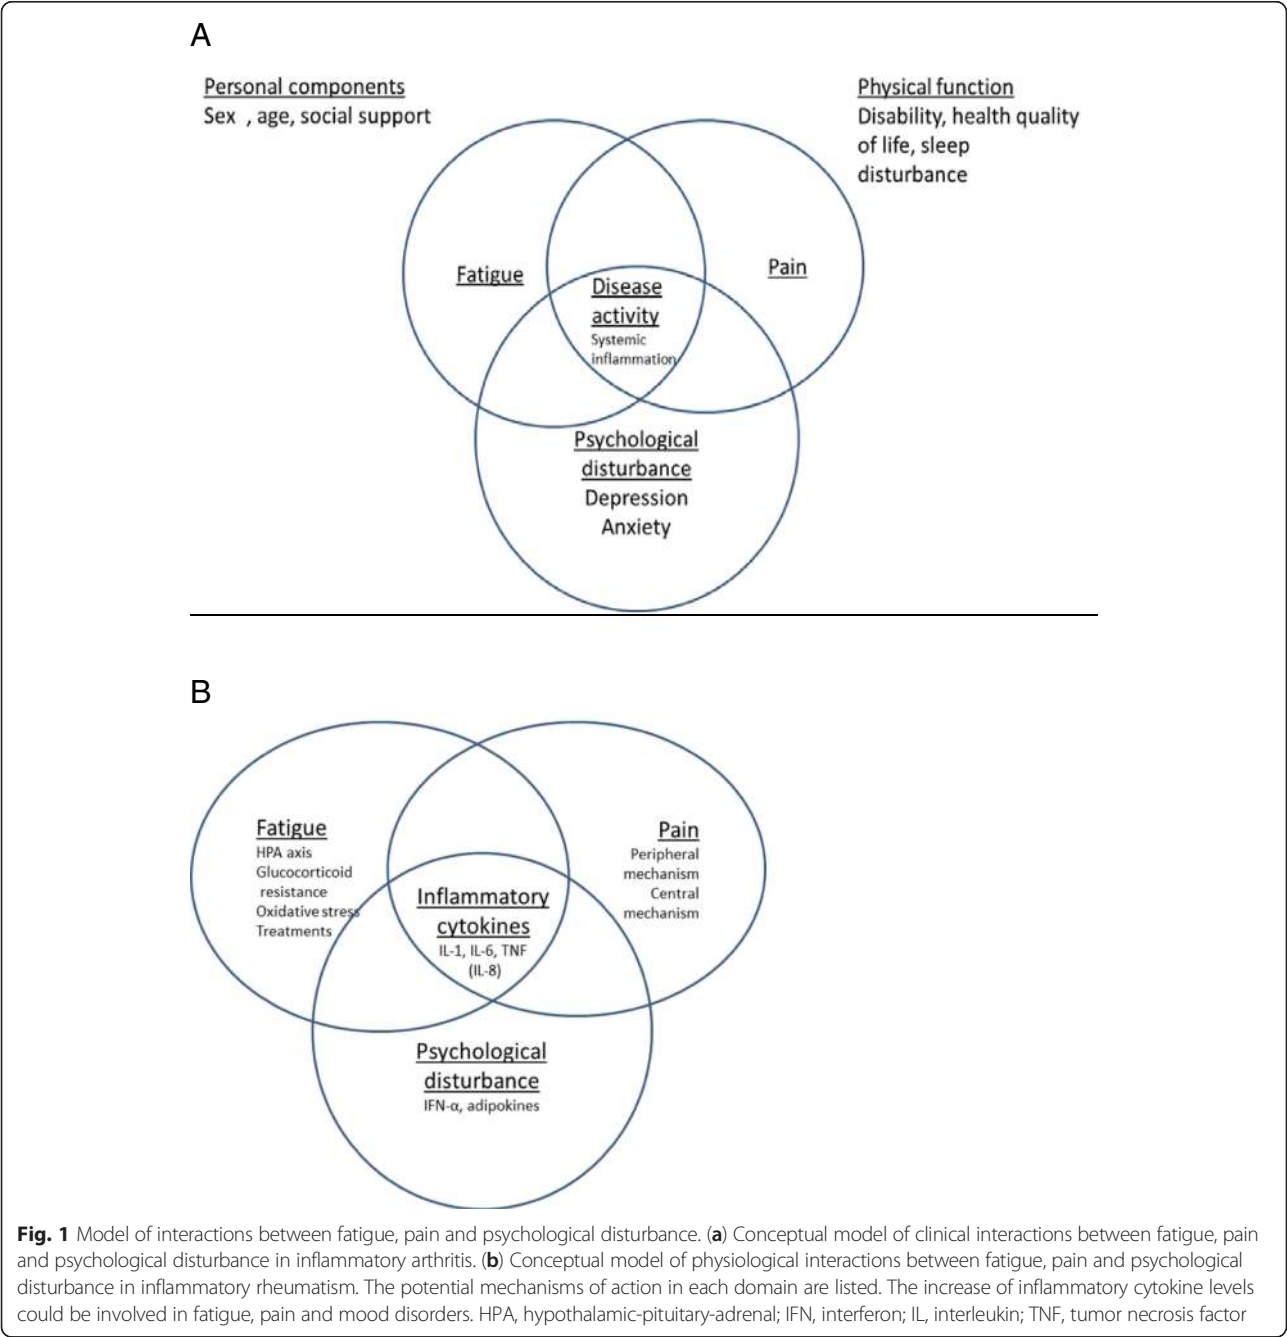 A
Personal components
Sex , age, social support
Physical function
Disability, health quality
of life, sleep
disturbance
Fatigue
Pain
Disease
activity
Systemic
inflammation
Psychological
disturbance
Depression
Anxiety
B
Fatigue
HPA axis
Glucocorticoid
resistance
Oxidative stress
Treatments
Pain
Peripheral
mechanism
Central
mechanism
Inflammatory
cytokines
IL-1, IL-6, TNF
(IL-8)
Psychological
disturbance
IFN-α, adipokines
Fig. 1 Model of interactions between fatigue, pain and psychological disturbance. (a) Conceptual model of clinical interactions between fatigue, pain
and psychological disturbance in inflammatory arthritis. (b) Conceptual model of physiological interactions between fatigue, pain and psychological
disturbance in inflammatory rheumatism. The potential mechanisms of action in each domain are listed. The increase of inflammatory cytokine levels
could be involved in fatigue, pain and mood disorders. HPA, hypothalamic-pituitary-adrenal; IFN, interferon; IL, interleukin; TNF, tumor necrosis factor